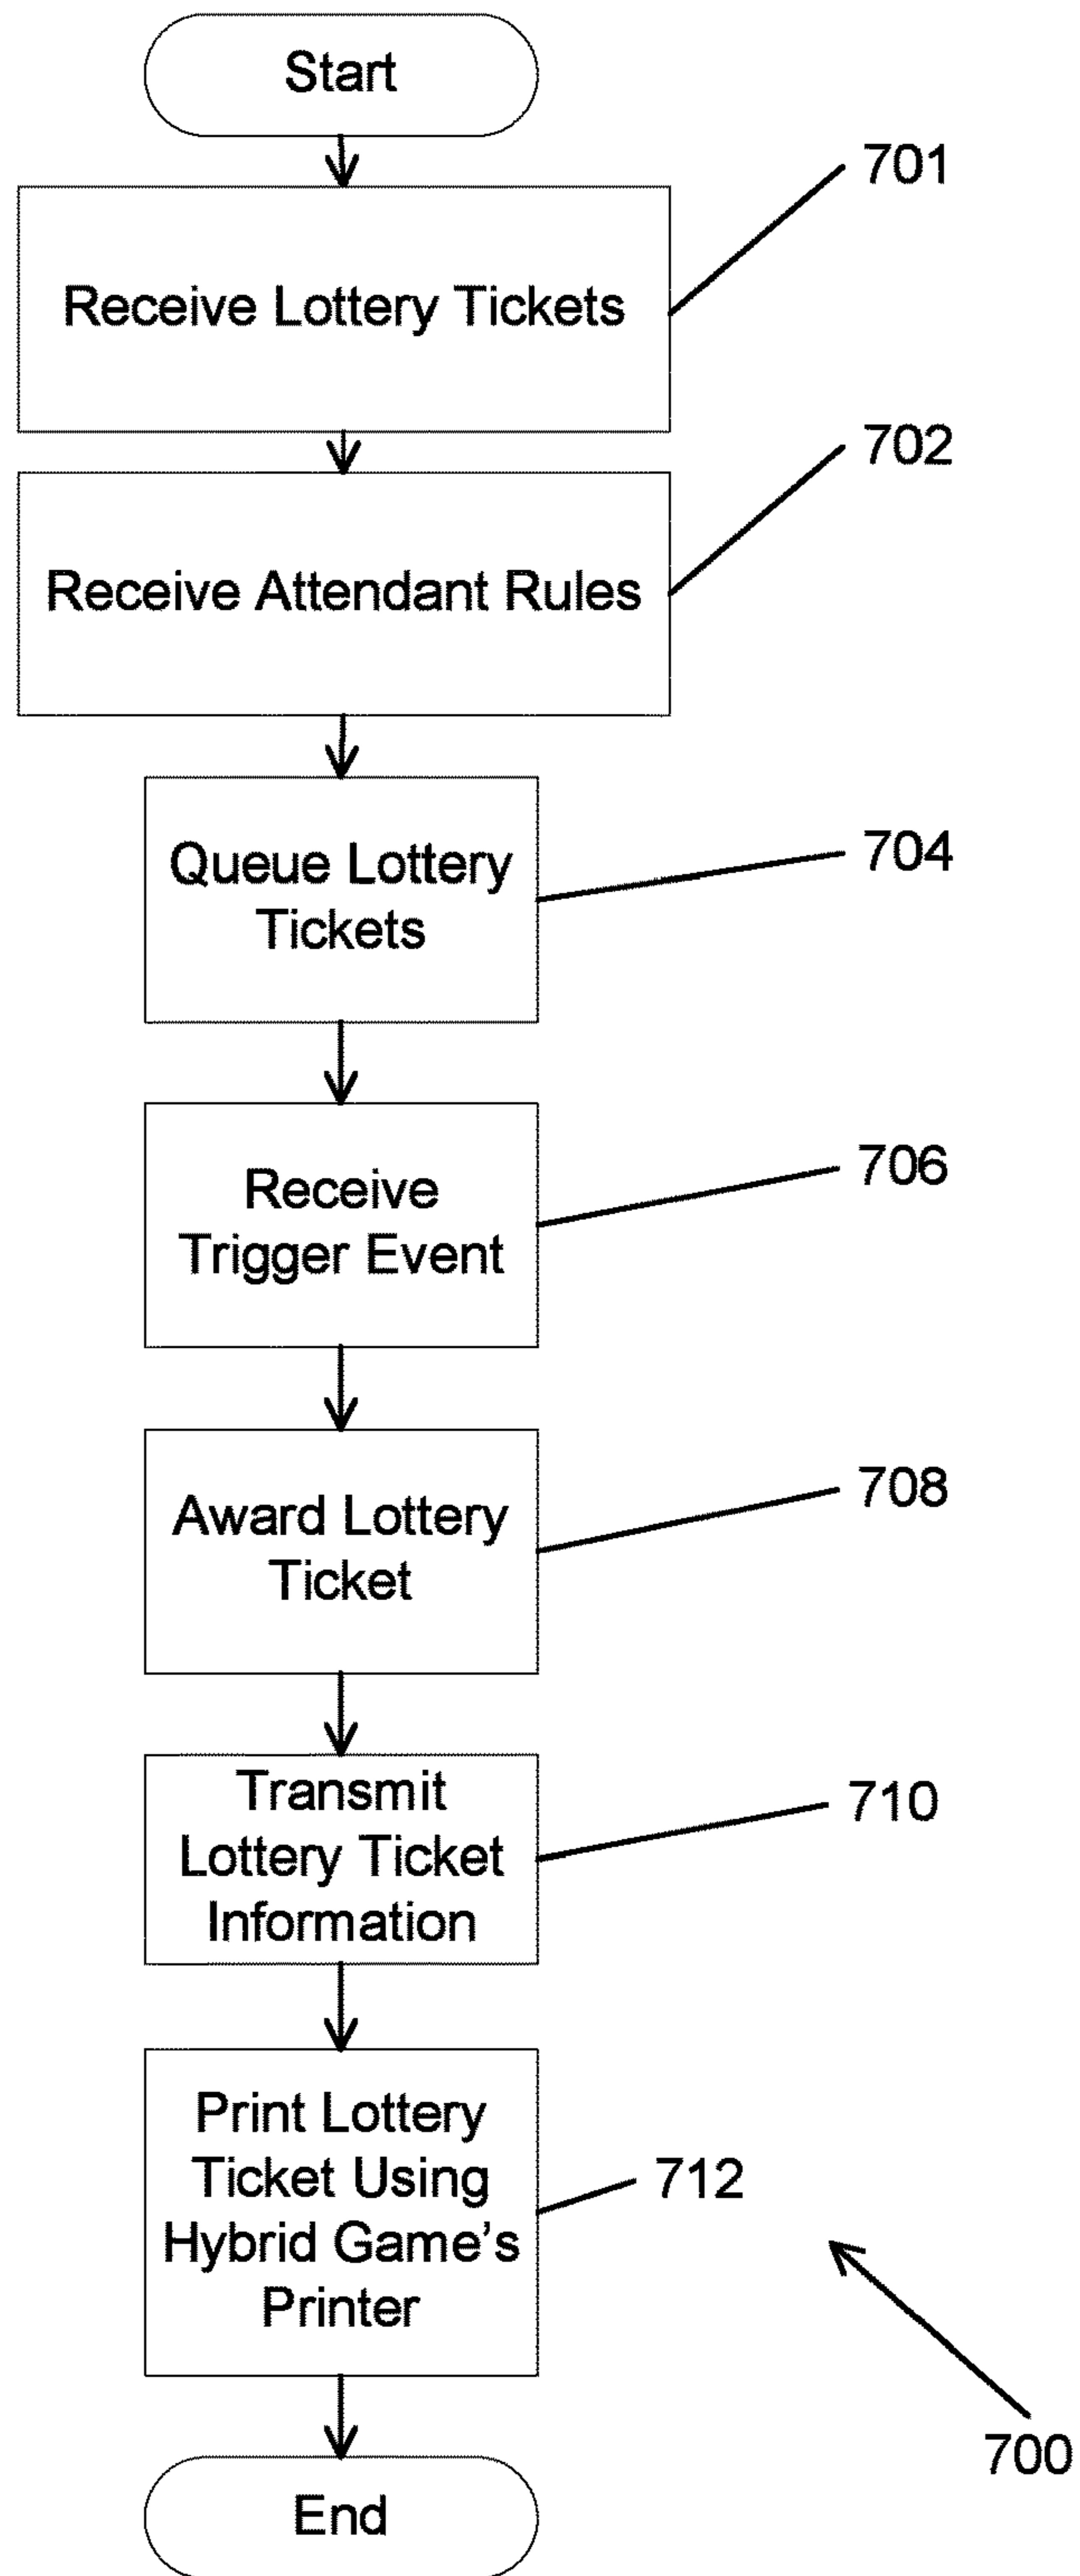 Start
701
Receive Lottery Tickets
702
Receive Attendant Rules
704
Queue Lottery
Tickets
706
Receive
Trigger Event
708
Award Lottery
Ticket
710
Transmit
Lottery Ticket
Information
712
Print Lottery
Ticket Using
Hybrid Game's
Printer
700
End